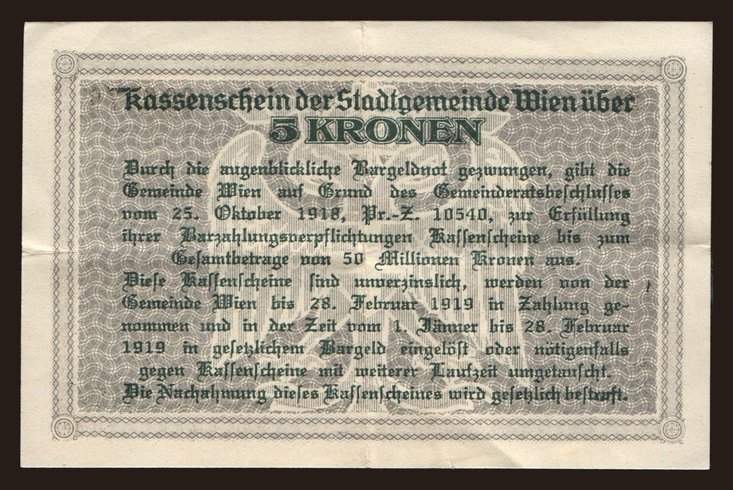 Kassenschein der Stadtgemeinde Wien über
5 KRONEN
Durch die augenblickliche Bargeldnot gezwungen, gibt die
Gemeinde Wien auf Grund des Gemeinderatsbeschlusses
vom 25. Oktober 1918, Pr.-Z. 10540, zur Erfüllung
ihrer Barzahlungsverpflichtungen Kassenscheine bis zum
Gesamtbetrage von 50 Millionen Kronen aus.
Diese Kassenscheine sind unverzinslich, werden von der
Gemeinde Wien bis 28. Februar 1919 in Zahlung ge-
nommen und in der Zeit vom 1. Jänner bis 28. Februar
1919 in gesetzlichem Bargeld eingelöst oder nötigenfalls
gegen Kassenscheine mit weiterer Laufzeit umgetauscht.
Die Nachahmung dieses Kassenscheines wird gesetzlich bestraft.